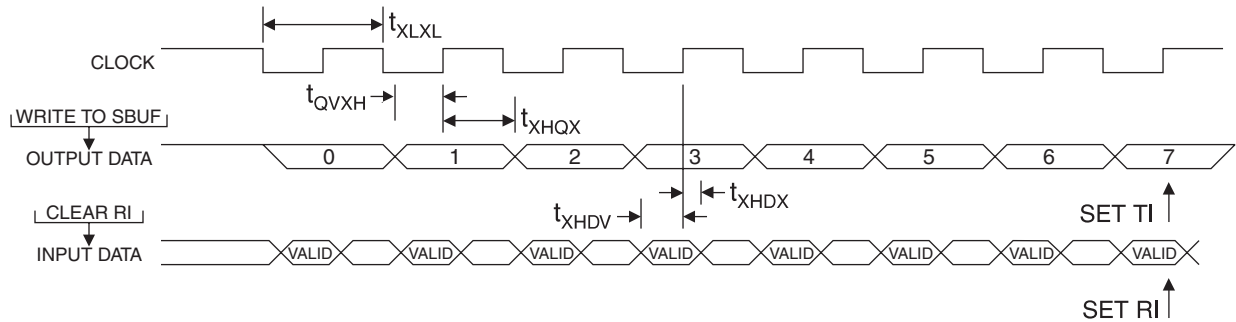 tXLXL
CLOCK
tQVXH
tXHQX
WRITE TO SBUF
OUTPUT DATA
0 1 2 3 4 5 6 7
tXHDX
tXHDV
SET TI
CLEAR RI
INPUT DATA
VALID VALID VALID VALID VALID VALID VALID VALID
SET RI